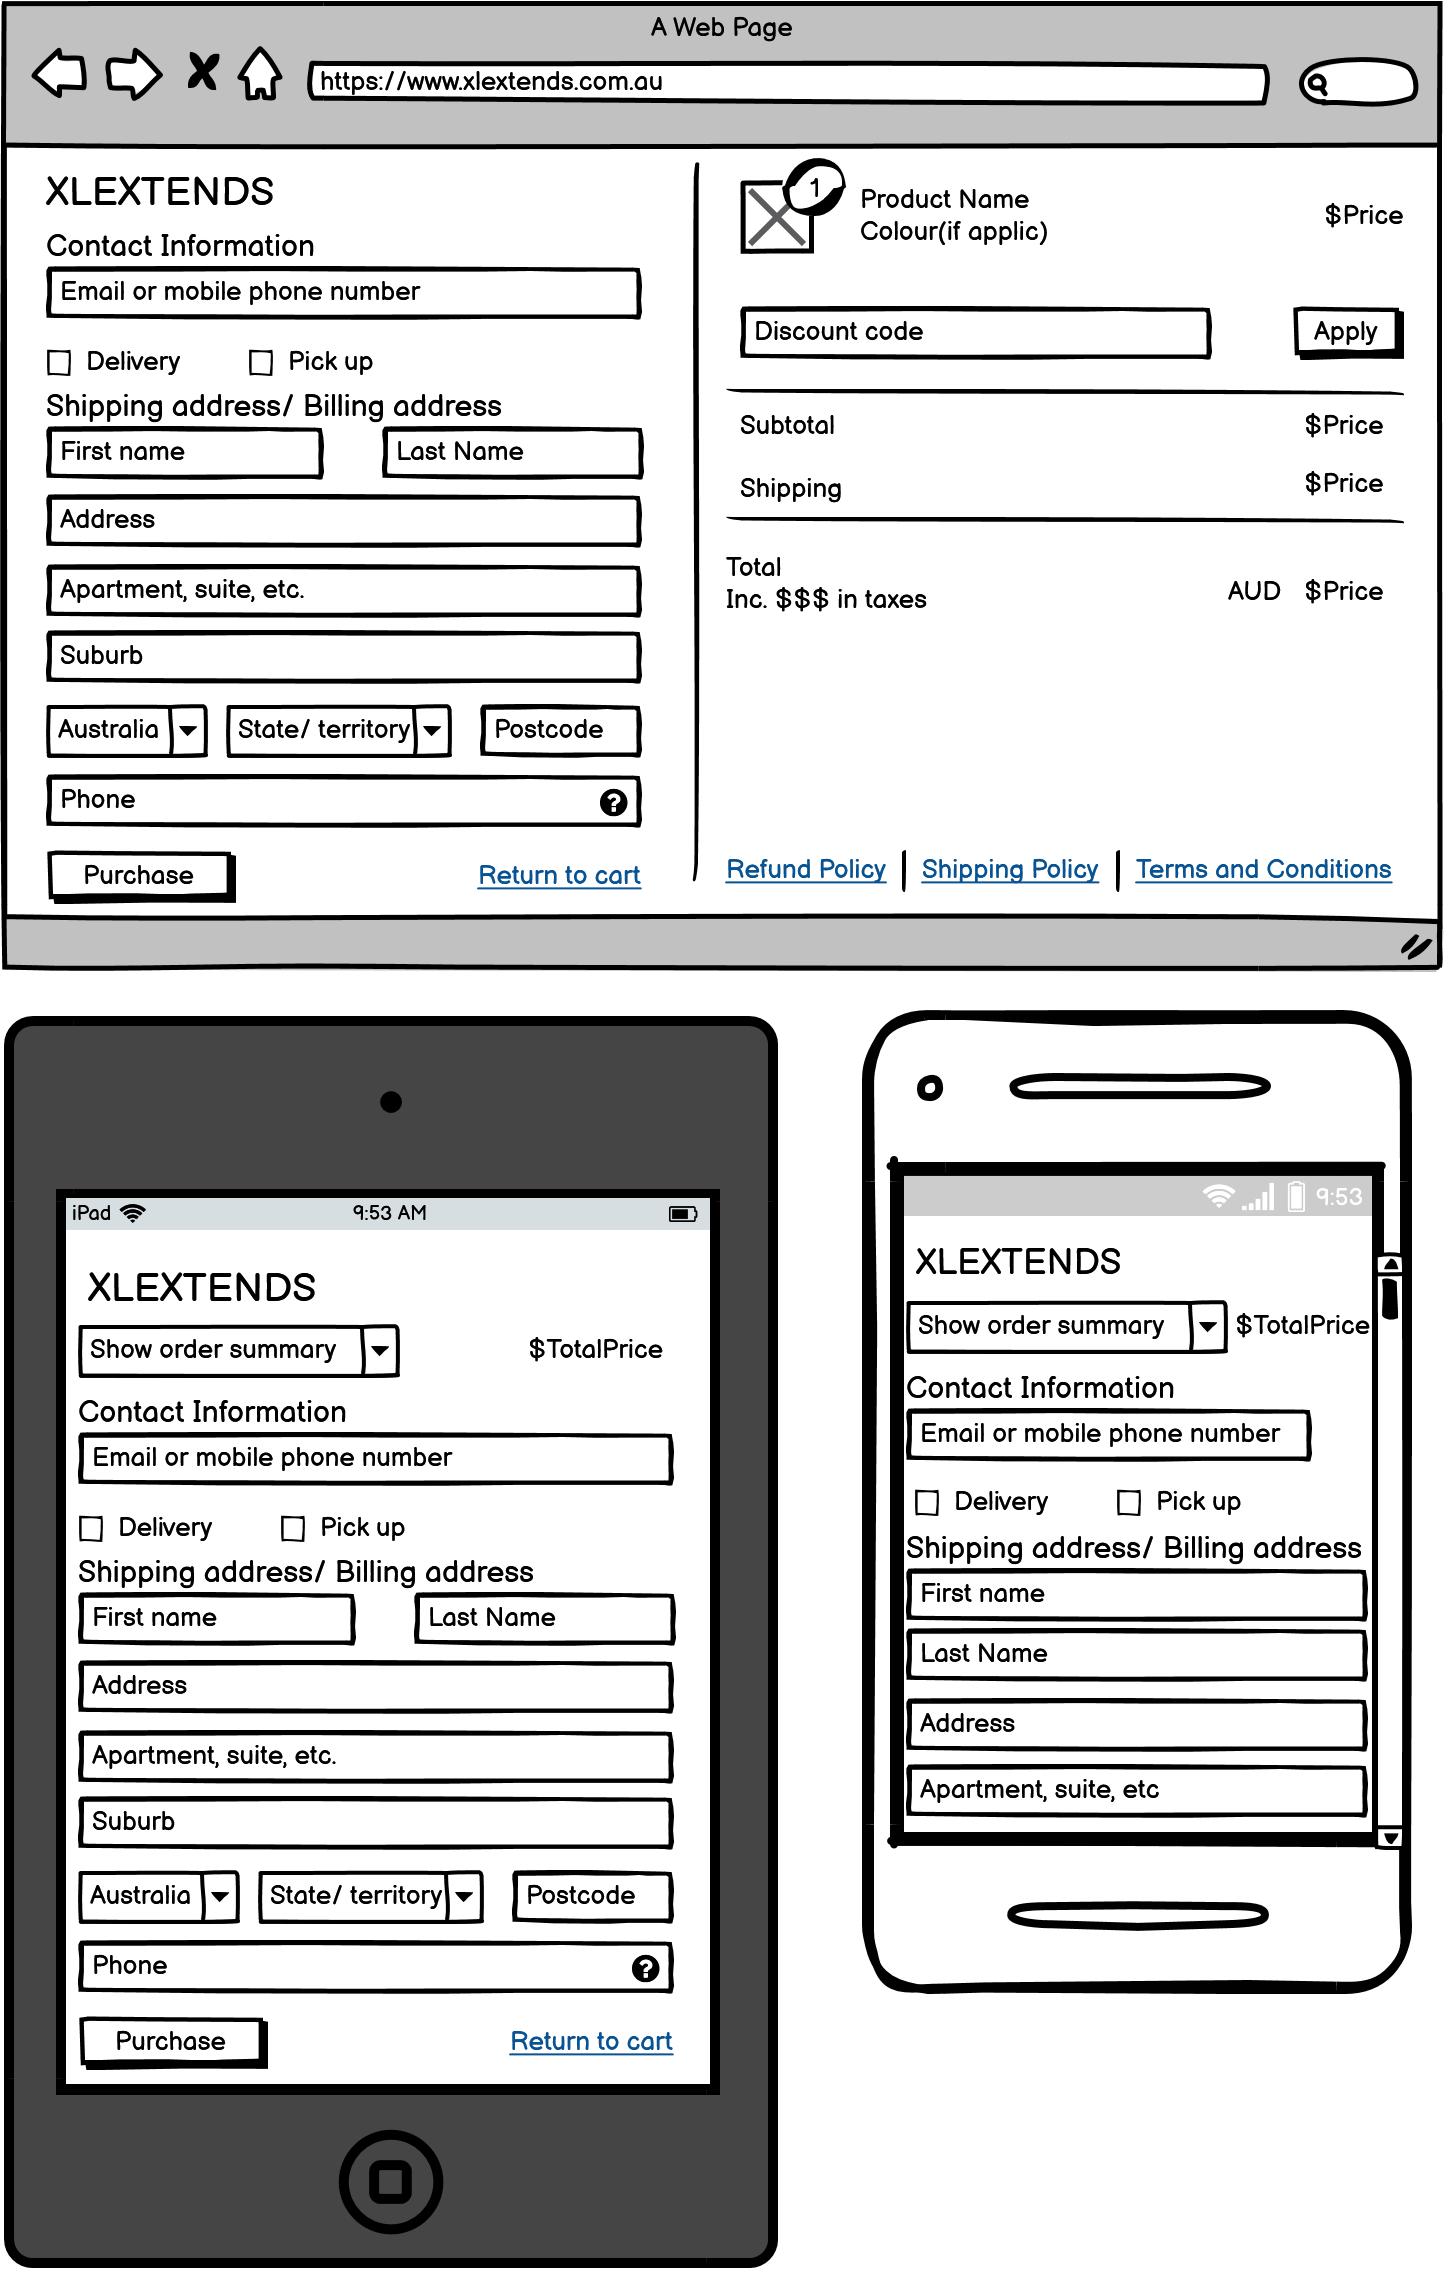 A Web Page
https://www.xlextends.com.au
XLEXTENDS
Contact Information
Email or mobile phone number
Delivery Pick up
Shipping address/ Billing address
First name Last Name
Address
Apartment, suite, etc.
Suburb
Australia State/ territory Postcode
Phone ?
Purchase Return to cart
1
Product Name
Colour(if applic)
$Price
Discount code Apply
Subtotal $Price
Shipping $Price
Total
Inc. $$$ in taxes
AUD $Price
Refund Policy Shipping Policy Terms and Conditions
iPad 9:53 AM
XLEXTENDS
Show order summary $TotalPrice
Contact Information
Email or mobile phone number
Delivery Pick up
Shipping address/ Billing address
First name Last Name
Address
Apartment, suite, etc.
Suburb
Australia State/ territory Postcode
Phone ?
Purchase Return to cart
9:53
XLEXTENDS
Show order summary $TotalPrice
Contact Information
Email or mobile phone number
Delivery Pick up
Shipping address/ Billing address
First name
Last Name
Address
Apartment, suite, etc